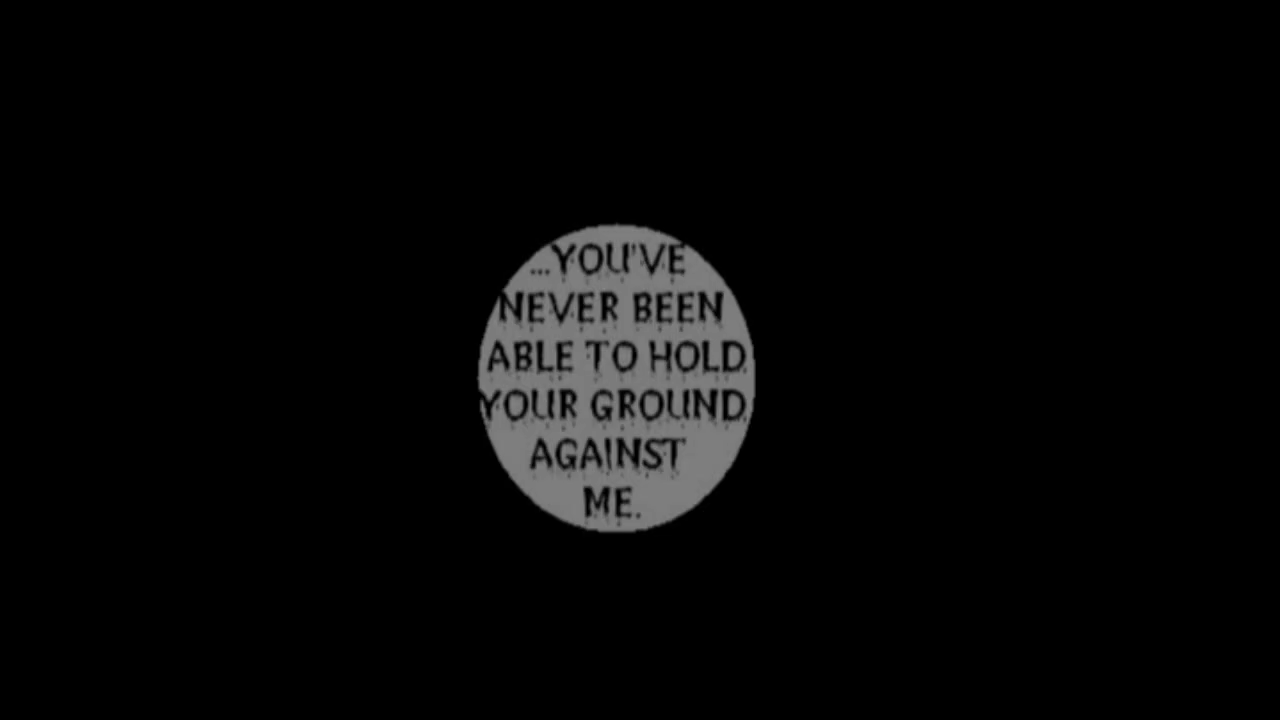 ...YOU'VE
NEVER BEEN
ABLE TO HOLD
YOUR GROUND
AGAINST
ME.